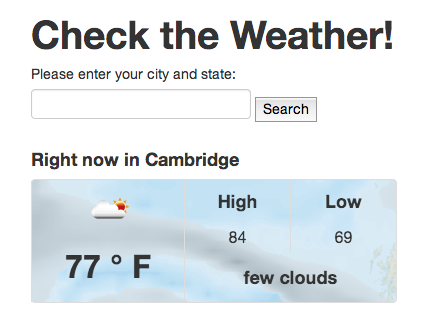 Check the Weather!
Please enter your city and state:
Search
Right now in Cambridge
High Low
84 69
77 ° F
few clouds